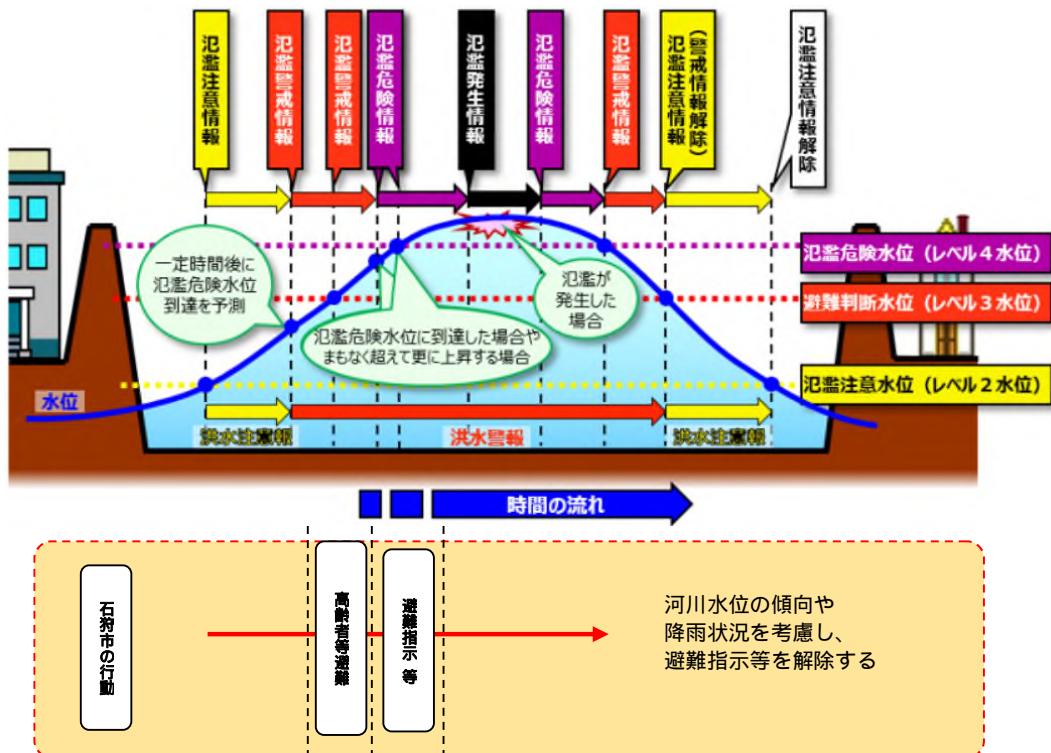 氾濫注意情報
氾濫警戒情報
氾濫警戒情報
氾濫危険情報
氾濫発生情報
氾濫危険情報
氾濫警戒情報
氾濫注意情報
(警戒情報解除)
氾濫注意情報解除
一定時間後に
氾濫危険水位
到達を予測
氾濫危険水位に到達した場合や
まもなく超えて更に上昇する場合
氾濫が
発生した
場合
氾濫危険水位(レベル4水位)
避難判断水位(レベル3水位)
氾濫注意水位(レベル2水位)
水位
洪水注意報
洪水警報
洪水注意報
時間の流れ
石狩市の行動
高齢者等避難
避難指示 等
河川水位の傾向や
降雨状況を考慮し、
避難指示等を解除する